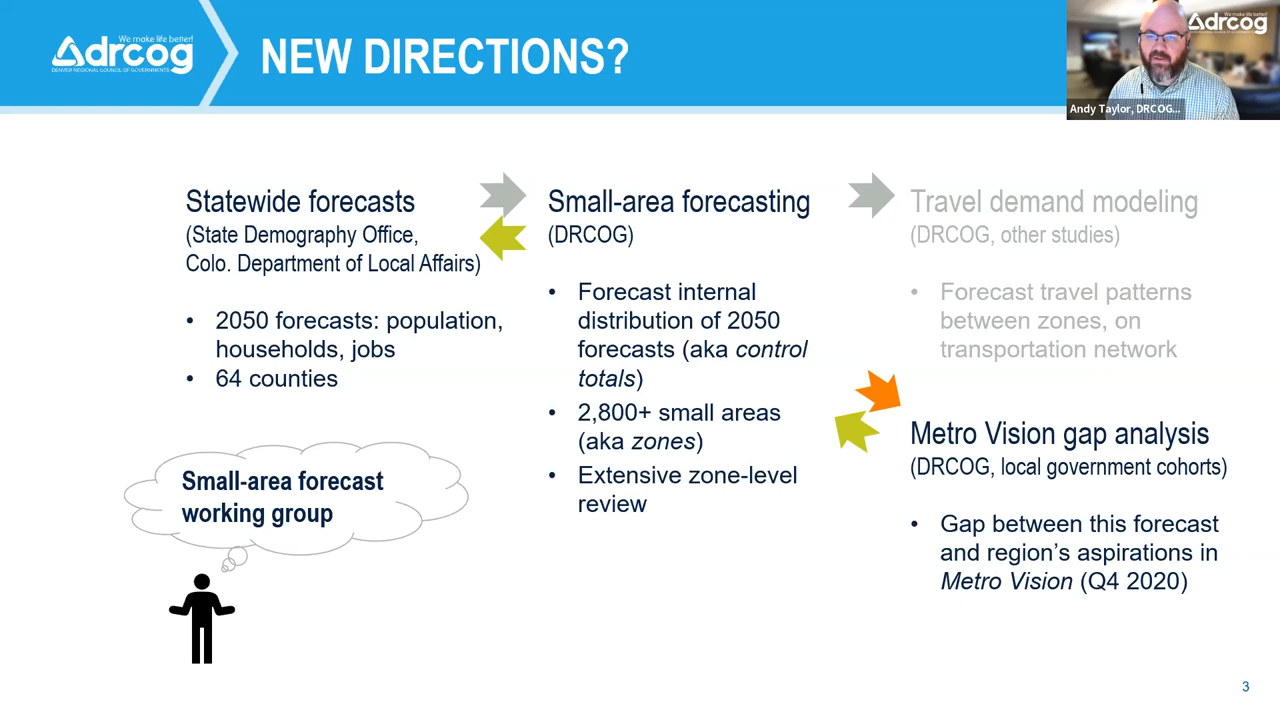 We make life better!
drcog
DENVER REGIONAL COUNCIL OF GOVERNMENTS
NEW DIRECTIONS?
We make life better!
drcog
Andy Taylor, DRCOG...
Statewide forecasts
(State Demography Office,
Colo. Department of Local Affairs)
• 2050 forecasts: population,
households, jobs
• 64 counties
Small-area forecast
working group
Small-area forecasting
(DRCOG)
• Forecast internal
distribution of 2050
forecasts (aka control
totals)
• 2,800+ small areas
(aka zones)
• Extensive zone-level
review
Travel demand modeling
(DRCOG, other studies)
• Forecast travel patterns
between zones, on
transportation network
Metro Vision gap analysis
(DRCOG, local government cohorts)
• Gap between this forecast
and region’s aspirations in
Metro Vision (Q4 2020)
3